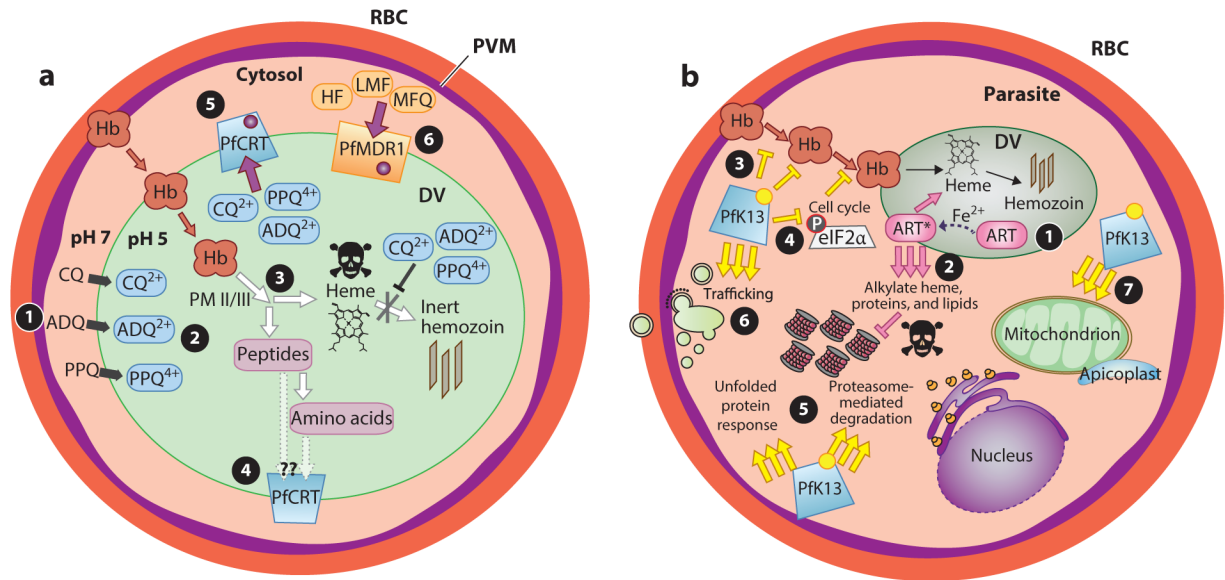 a
RBC
PVM
Cytosol
HF
LMF
MFQ
5
PfCRT
PfMDR1
6
Hb
Hb
Hb
DV
CQ2+
PPQ4+
ADQ2+
pH 7
pH 5
CQ
CQ2+
1
ADQ
ADQ2+
2
PPQ
PPQ4+
3
PM II/III
Heme
CQ2+
ADQ2+
PPQ4+
Inert
hemozoin
Peptides
Amino acids
4
??
PfCRT
b
RBC
Parasite
Hb
Hb
Hb
3
DV
Heme
Hemozoin
Fe2+
ART*
ART
1
PfK13
Cell cycle
4
P
eIF2α
2
Alkylate heme,
proteins, and lipids
PfK13
7
Trafficking
6
Mitochondrion
Apicoplast
Unfolded
protein
response
5
Proteasome-
mediated
degradation
PfK13
Nucleus